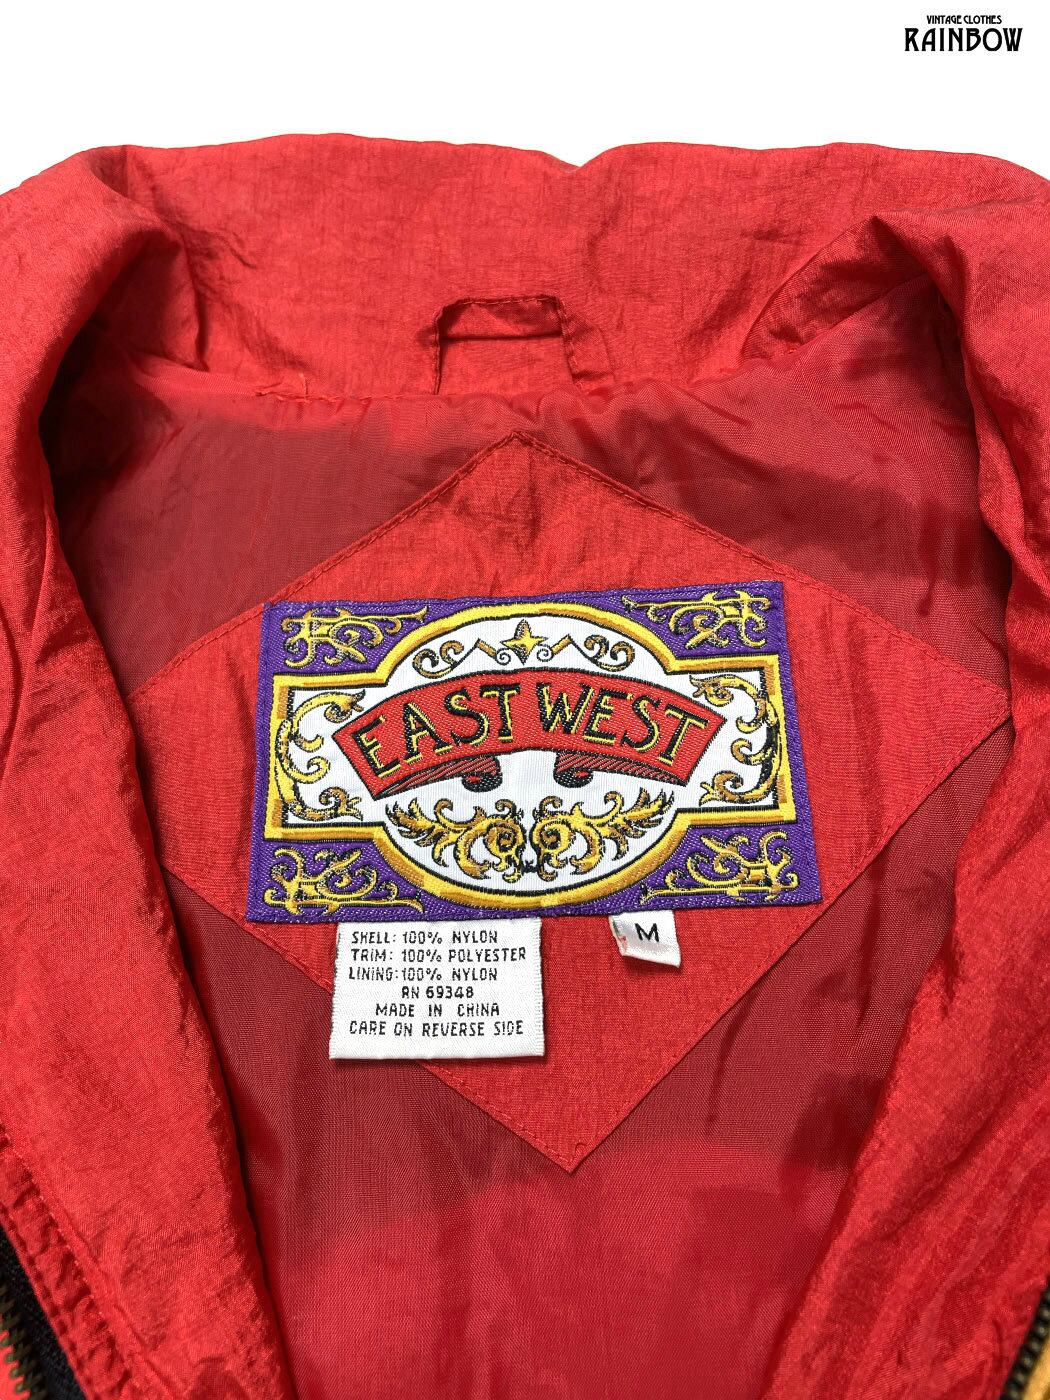 VINTAGE CLOTHES
RAINBOW
EAST WEST
M
SHELL: 100% NYLON
TRIM: 100% POLYESTER
LINING: 100% NYLON
RN 69348
MADE IN CHINA
CARE ON REVERSE SIDE